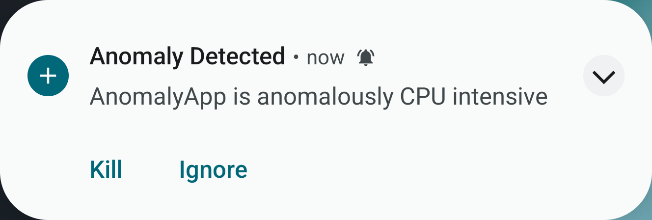 Anomaly Detected • now
AnomalyApp is anomalously CPU intensive
Kill Ignore